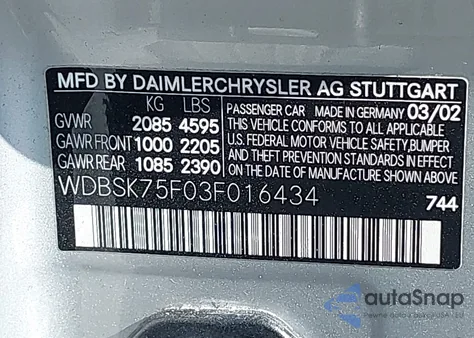 MFD BY DAIMLERCHRYSLER AG STUTTGART
KG LBS
GVWR 2085 4595
GAWR FRONT 1000 2205
GAWR REAR 1085 2390
PASSENGER CAR MADE IN GERMANY 03/02
THIS VEHICLE CONFORMS TO ALL APPLICABLE
U.S. FEDERAL MOTOR VEHICLE SAFETY,BUMPER
AND THEFT PREVENTION STANDARDS IN EFFECT
ON THE DATE OF MANUFACTURE SHOWN ABOVE.
WDBSK75F03F016434
744
autoSnap